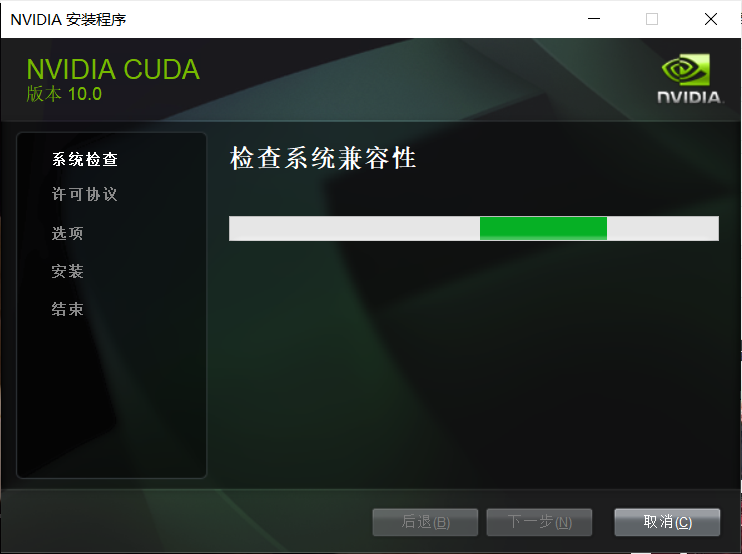 NVIDIA 安装程序
NVIDIA CUDA
版本 10.0
NVIDIA.
系统检查
许可协议
选项
安装
结束
检查系统兼容性
后退(B)
下一步(N)
取消(C)